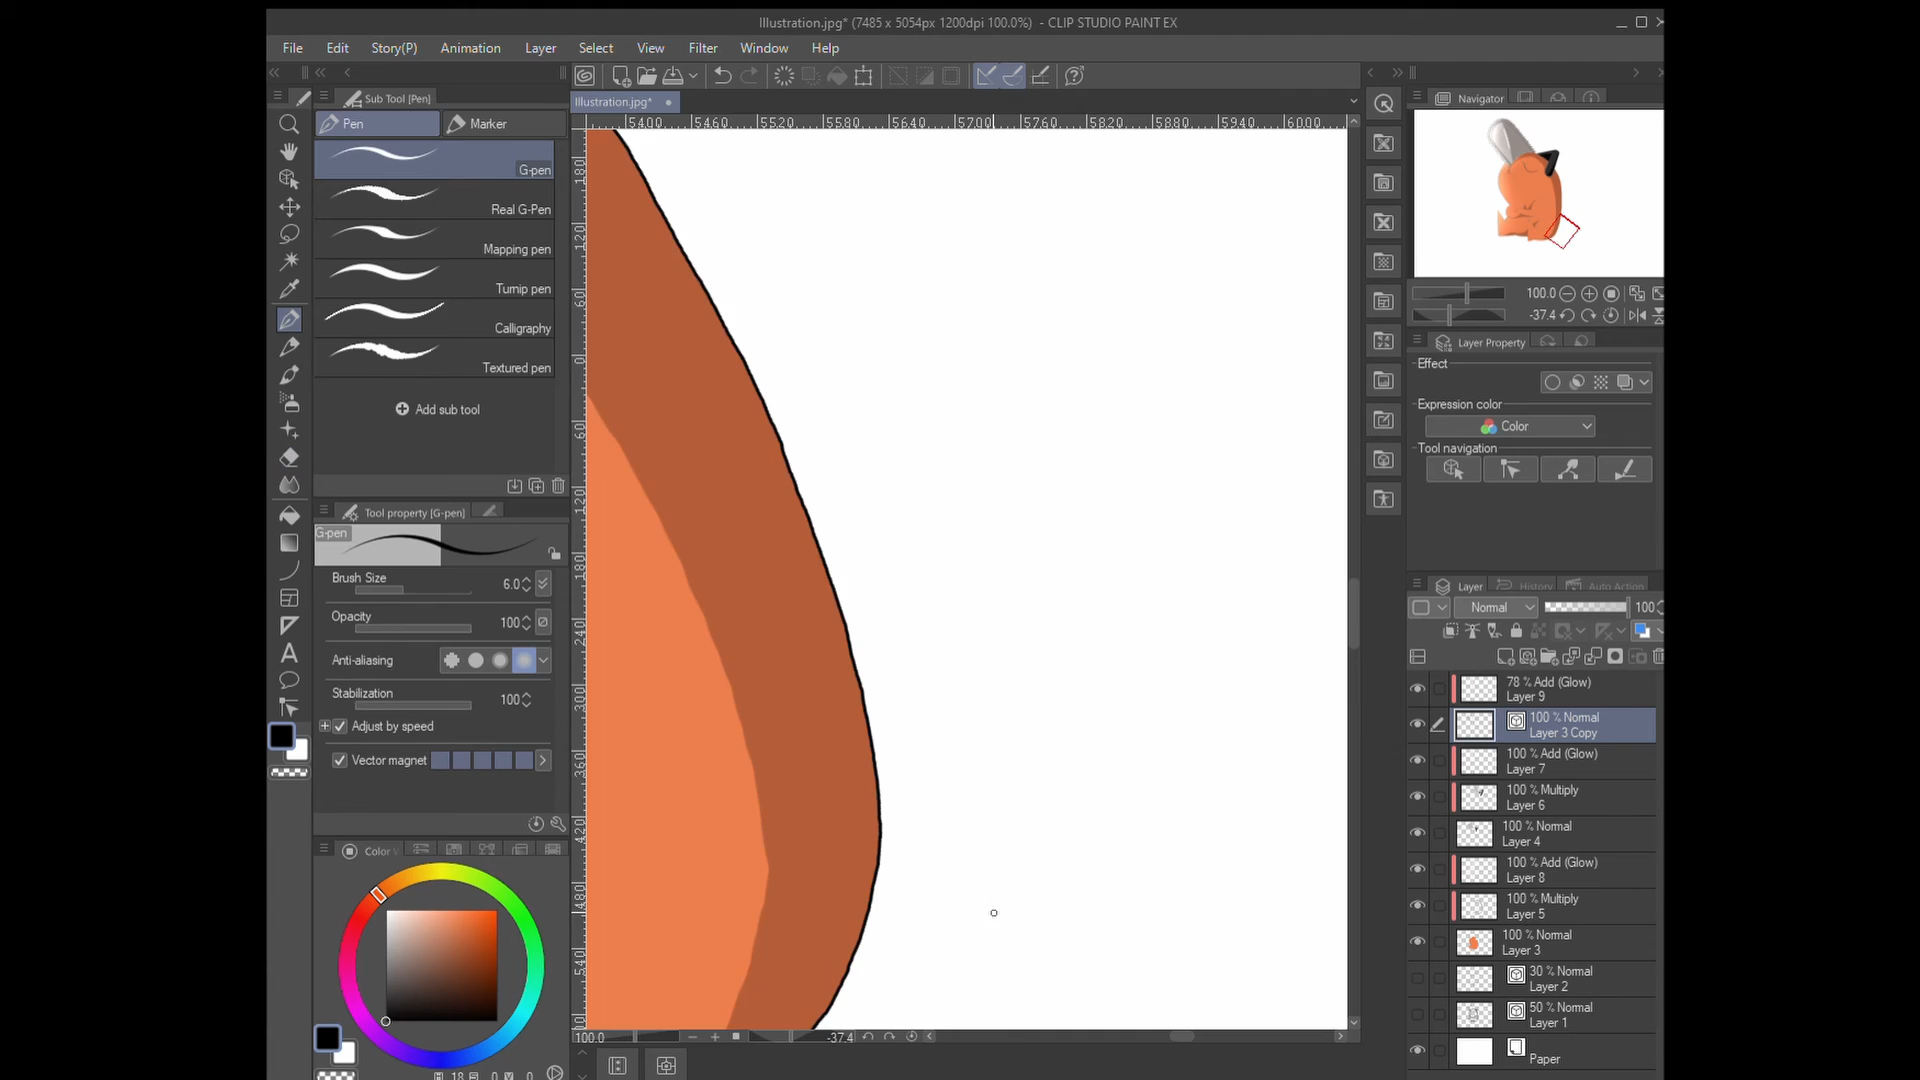 Illustration.jpg* (7485 x 5054px 1200dpi 100.0%)  - CLIP STUDIO PAINT EX
File Edit Story(P) Animation Layer Select View Filter Window Help
Sub Tool [Pen]
Pen Marker
G-pen
Real G-Pen
Mapping pen
Turnip pen
Calligraphy
Textured pen
Add sub tool
Tool property [G-pen]
G-pen
Brush Size 6.0
Opacity 100
Anti-aliasing
Stabilization 100
Adjust by speed
Vector magnet
Color
18 0 0
Illustration.jpg*
5400 5460 5520 5580 5640 5700 5760 5820 5880 5940 6000
100.0 -37.4
Navigator
100.0
-37.4
Layer Property
Effect
Expression color
Color
Tool navigation
Layer History Auto Action
Normal 100
78 % Add (Glow)
Layer 9
100 % Normal
Layer 3 Copy
100 % Add (Glow)
Layer 7
100 % Multiply
Layer 6
100 % Normal
Layer 4
100 % Add (Glow)
Layer 8
100 % Multiply
Layer 5
100 % Normal
Layer 3
30 % Normal
Layer 2
50 % Normal
Layer 1
Paper